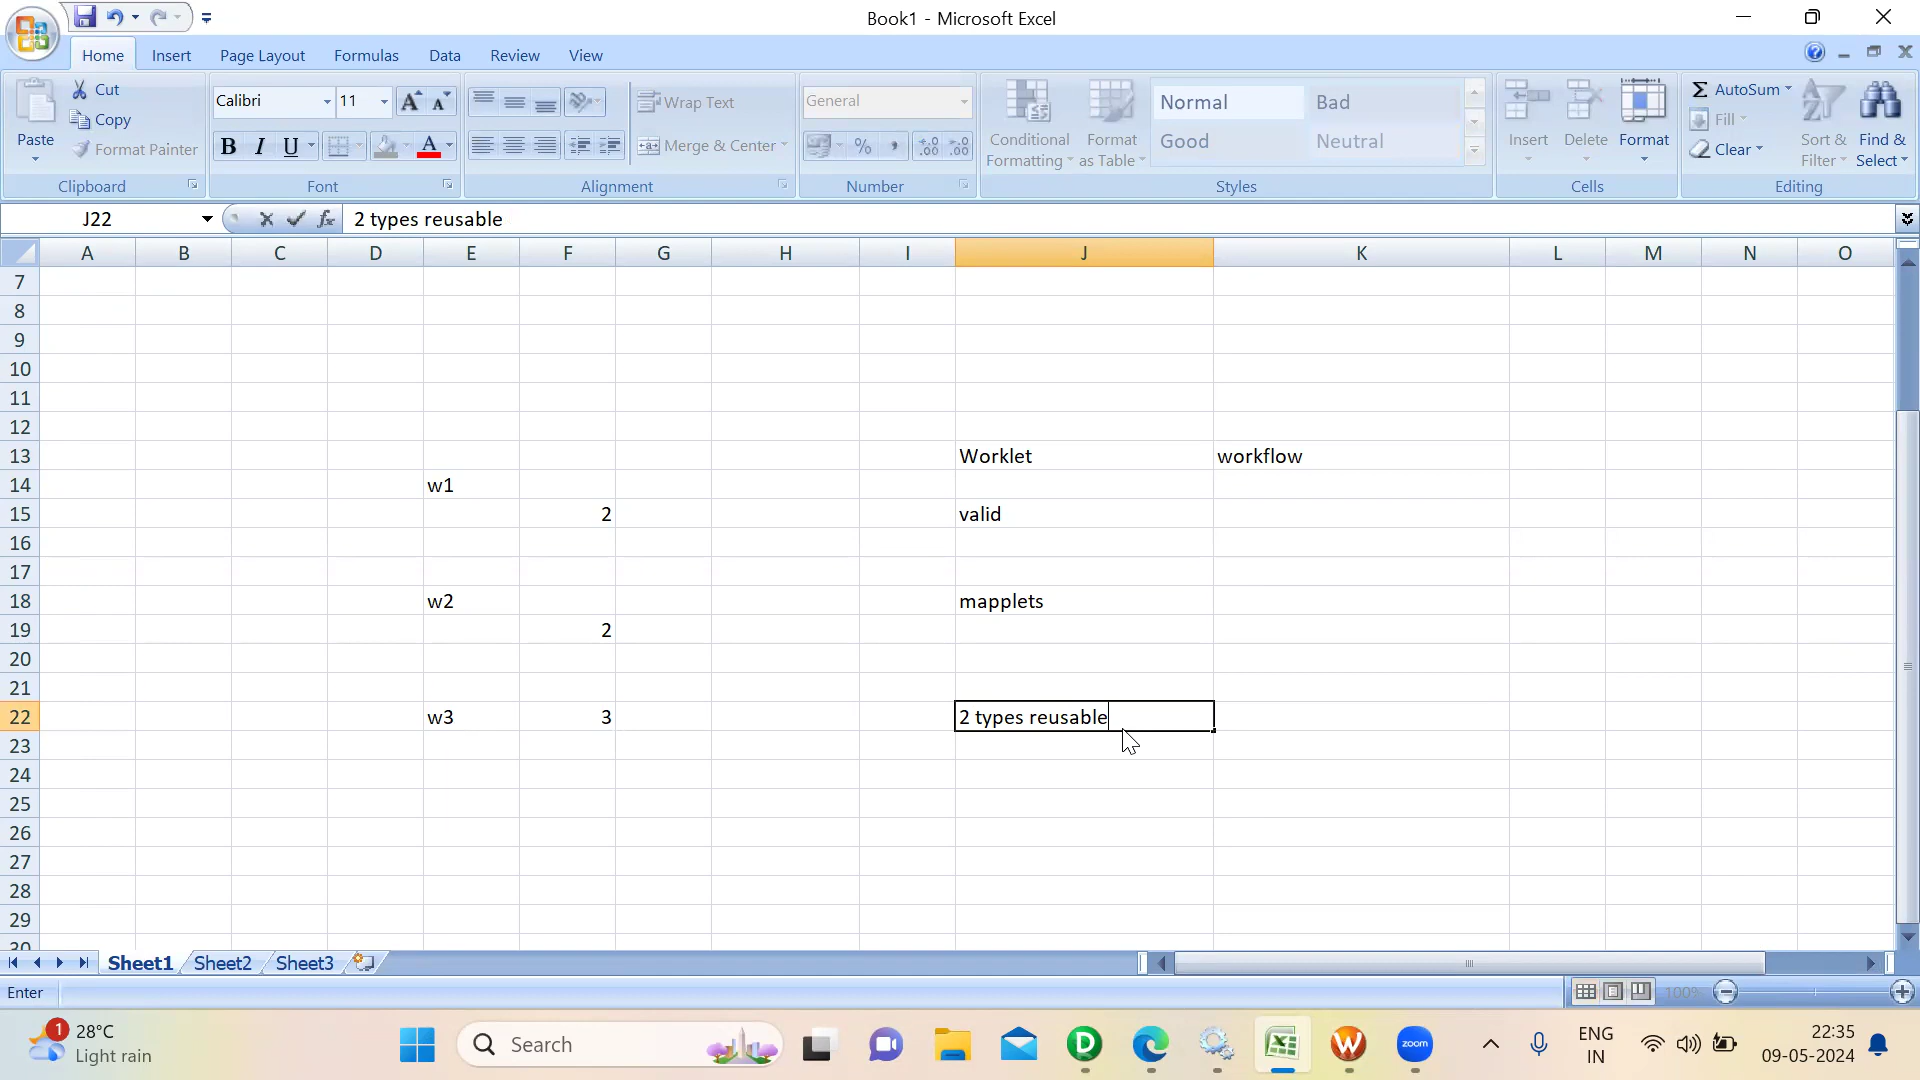 Book1 - Microsoft Excel
Home Insert Page Layout Formulas Data Review View
Paste
Cut
Copy
Format Painter
Clipboard
Calibri 11
B I U
Font
Wrap Text
Merge & Center
Alignment
General
%
Number
Conditional Formatting
Format as Table
Normal Bad
Good Neutral
Styles
Insert Delete Format
Cells
AutoSum
Fill
Clear
Sort & Filter
Find & Select
Editing
J22 fx 2 types reusable
A B C D E F G H I J K L M N O
7
8
9
10
11
12
13 Worklet workflow
14 w1
15 2 valid
16
17
18 w2 mapplets
19 2
20
21
22 w3 3 2 types reusable
23
24
25
26
27
28
29
30
Sheet1 Sheet2 Sheet3
Enter 100%
1 28°C
Light rain
Search
zoom
ENG
IN
22:35
09-05-2024